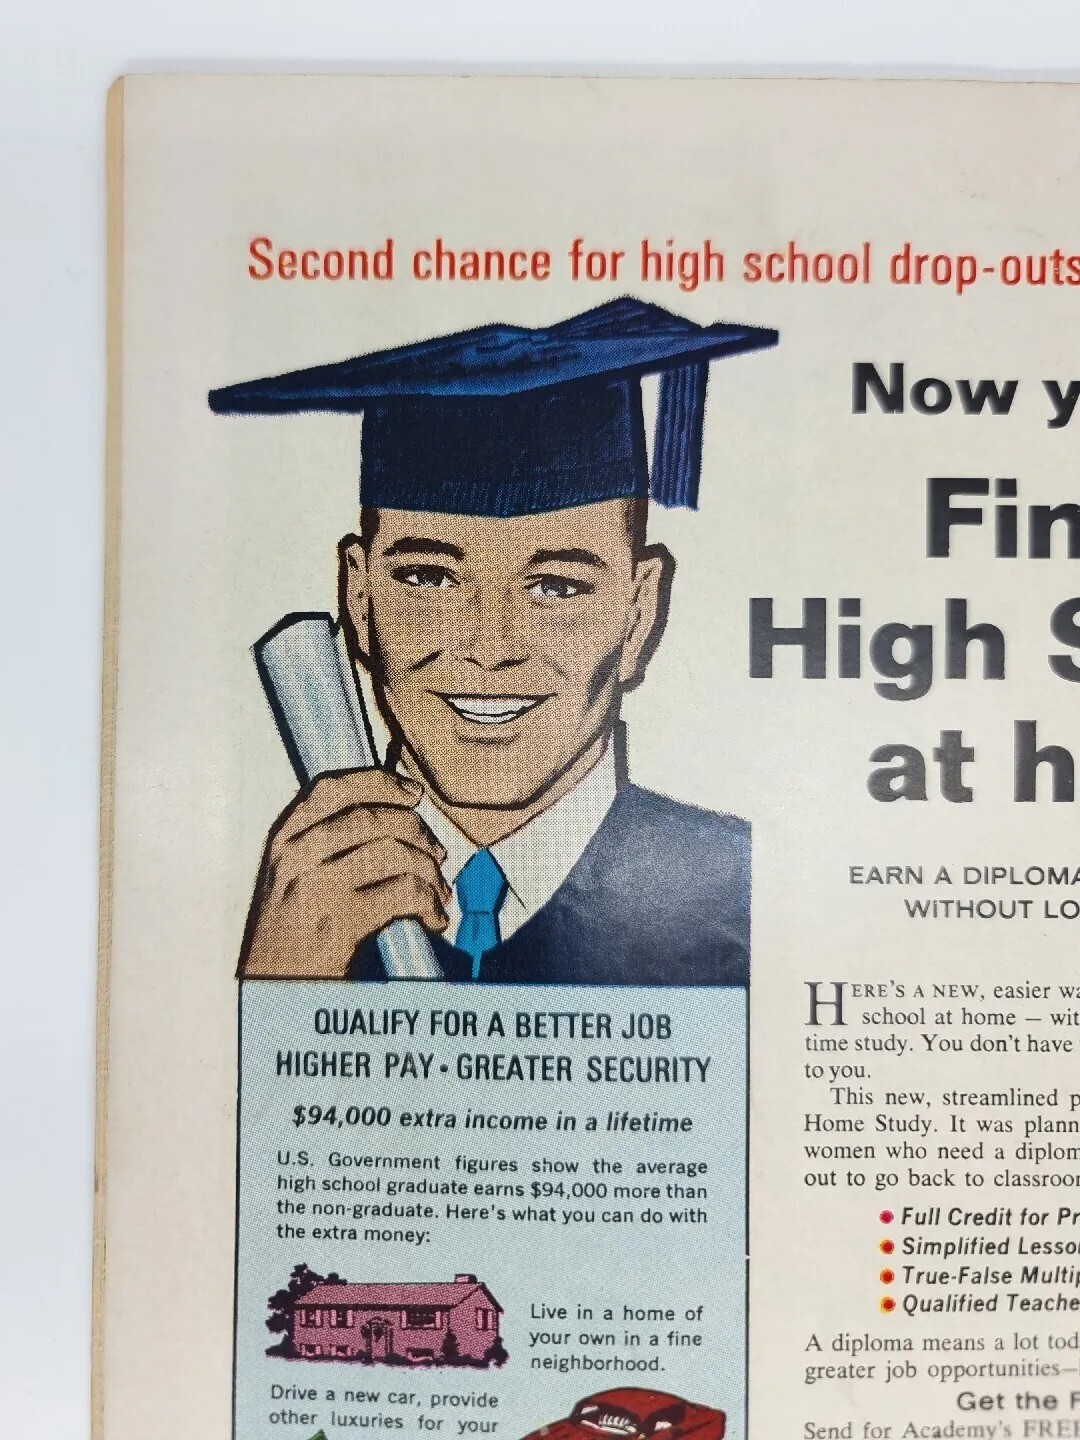 Second chance for high school drop-outs
Now y
Fin
High S
at h
EARN A DIPLOMA
WITHOUT LO
HERE'S A NEW, easier wa
school at home – wit
time study. You don't have
to you.
This new, streamlined p
Home Study. It was plann
women who need a diplom
out to go back to classroom
Full Credit for Pr
Simplified Lesso
True-False Multip
Qualified Teache
A diploma means a lot tod
greater job opportunities—
Get the F
Send for Academy's FREE
QUALIFY FOR A BETTER JOB
HIGHER PAY • GREATER SECURITY
$94,000 extra income in a lifetime
U.S. Government figures show the average
high school graduate earns $94,000 more than
the non-graduate. Here's what you can do with
the extra money:
Live in a home of
your own in a fine
neighborhood.
Drive a new car, provide
other luxuries for your